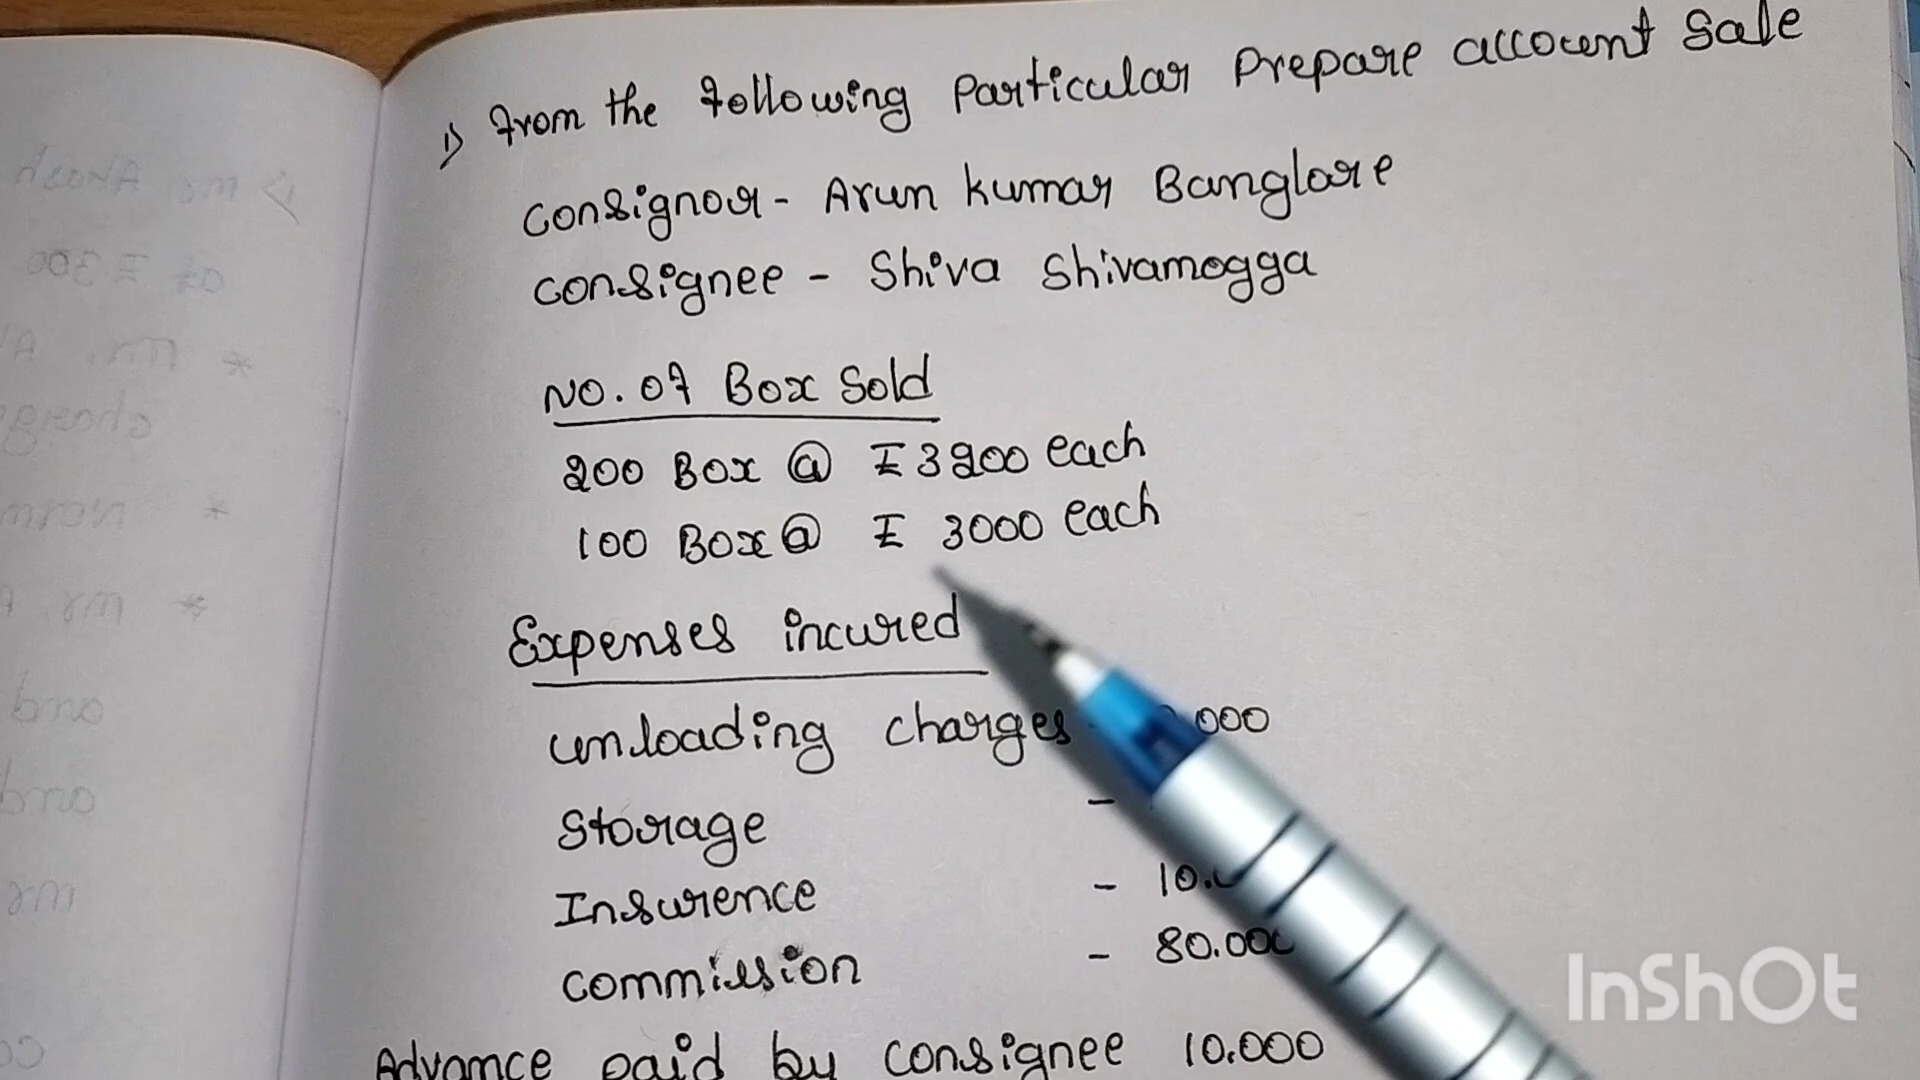 1) From the following Particular Prepare account Sale
Consignor - Arun Kumar Banglore
Consignee - Shiva Shivamogga
No. of Box Sold
200 Box @ ₹ 3200 each
100 Box @ ₹ 3000 each
Expenses incured
unloading charges
Storage -
Insurence -
commission - 80.000
Advance paid by consignee 10.000
InShOt